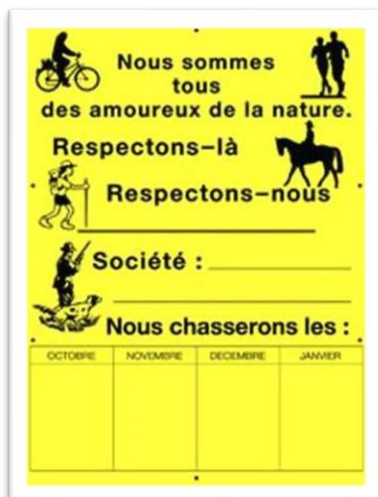 Nous sommes
tous
des amoureux de la nature.
Respectons-là
Respectons-nous
Société :
Nous chasserons les :
OCTOBRE NOVEMBRE DECEMBRE JANVIER